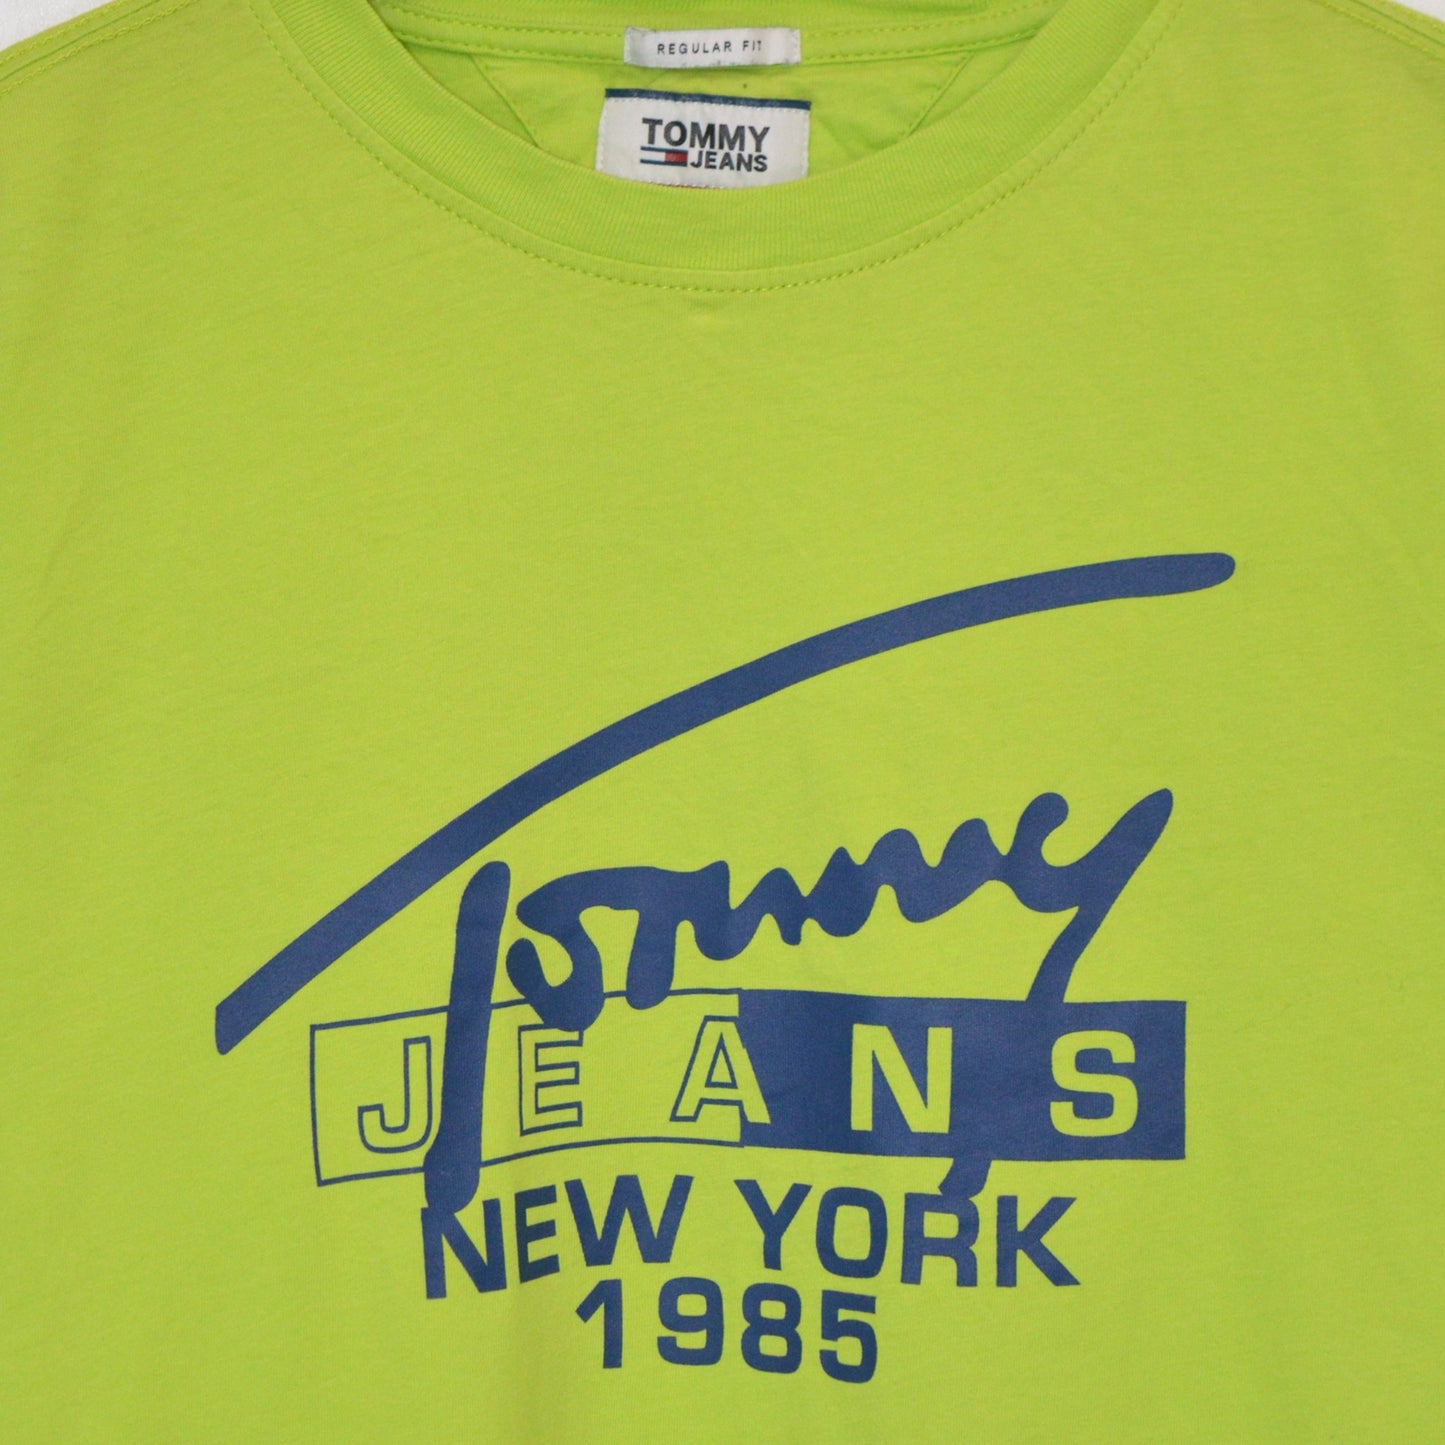 REGULAR FIT
TOMMY
JEANS
Tommy
JEANS
NEW YORK
1985